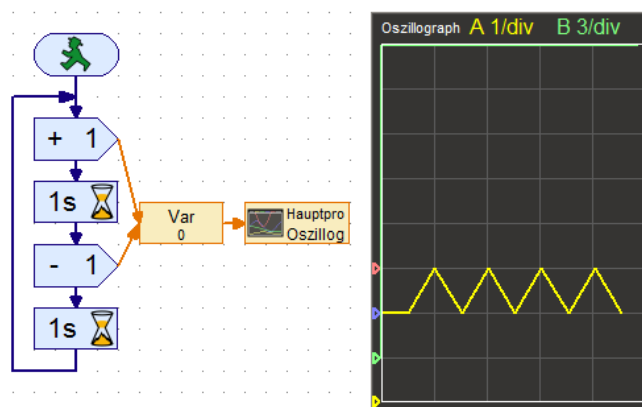 Oszillograph A 1/div B 3/div
+ 1
1s
Var
0
Hauptpro
Oszillog
- 1
1s